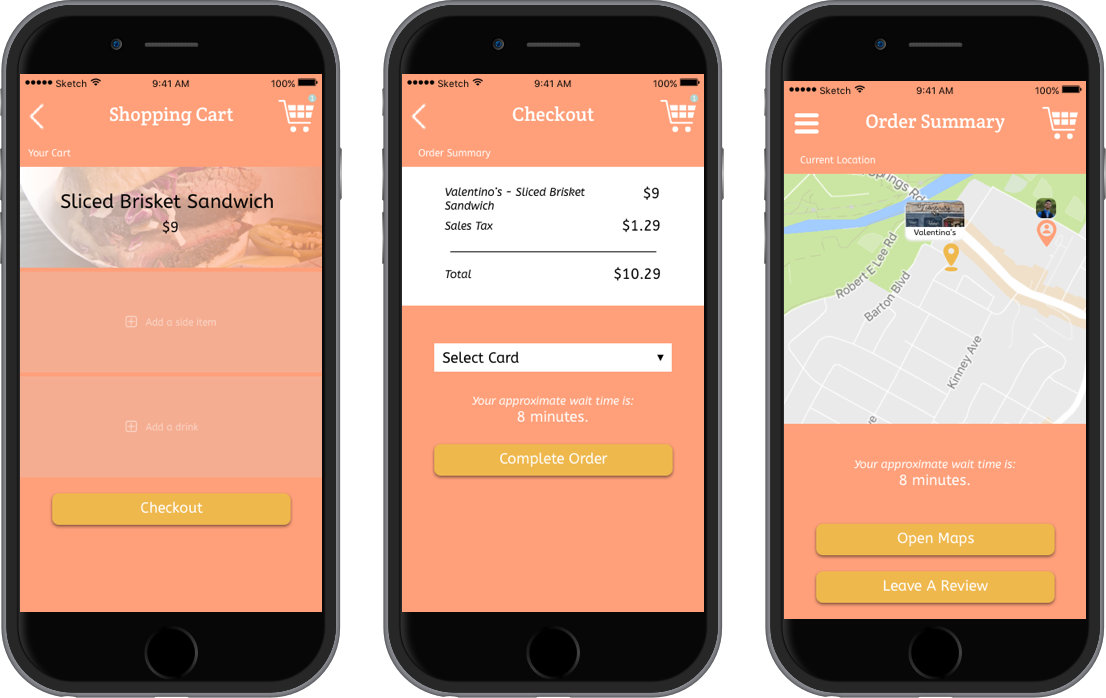 ●●●●● Sketch 9:41 AM 100%
Shopping Cart
1
Your Cart
Sliced Brisket Sandwich
$9
Add a side item
Add a drink
Checkout
●●●●● Sketch 9:41 AM 100%
Checkout
1
Order Summary
Valentino's - Sliced Brisket $9
Sandwich
Sales Tax $1.29
Total $10.29
Select Card ▼
Your approximate wait time is:
8 minutes.
Complete Order
●●●●● Sketch 9:41 AM 100%
Order Summary
Current Location
Springs Rd
Valentino's
Robert E Lee Rd
Barton Blvd
Kinney Ave
Your approximate wait time is:
8 minutes.
Open Maps
Leave A Review